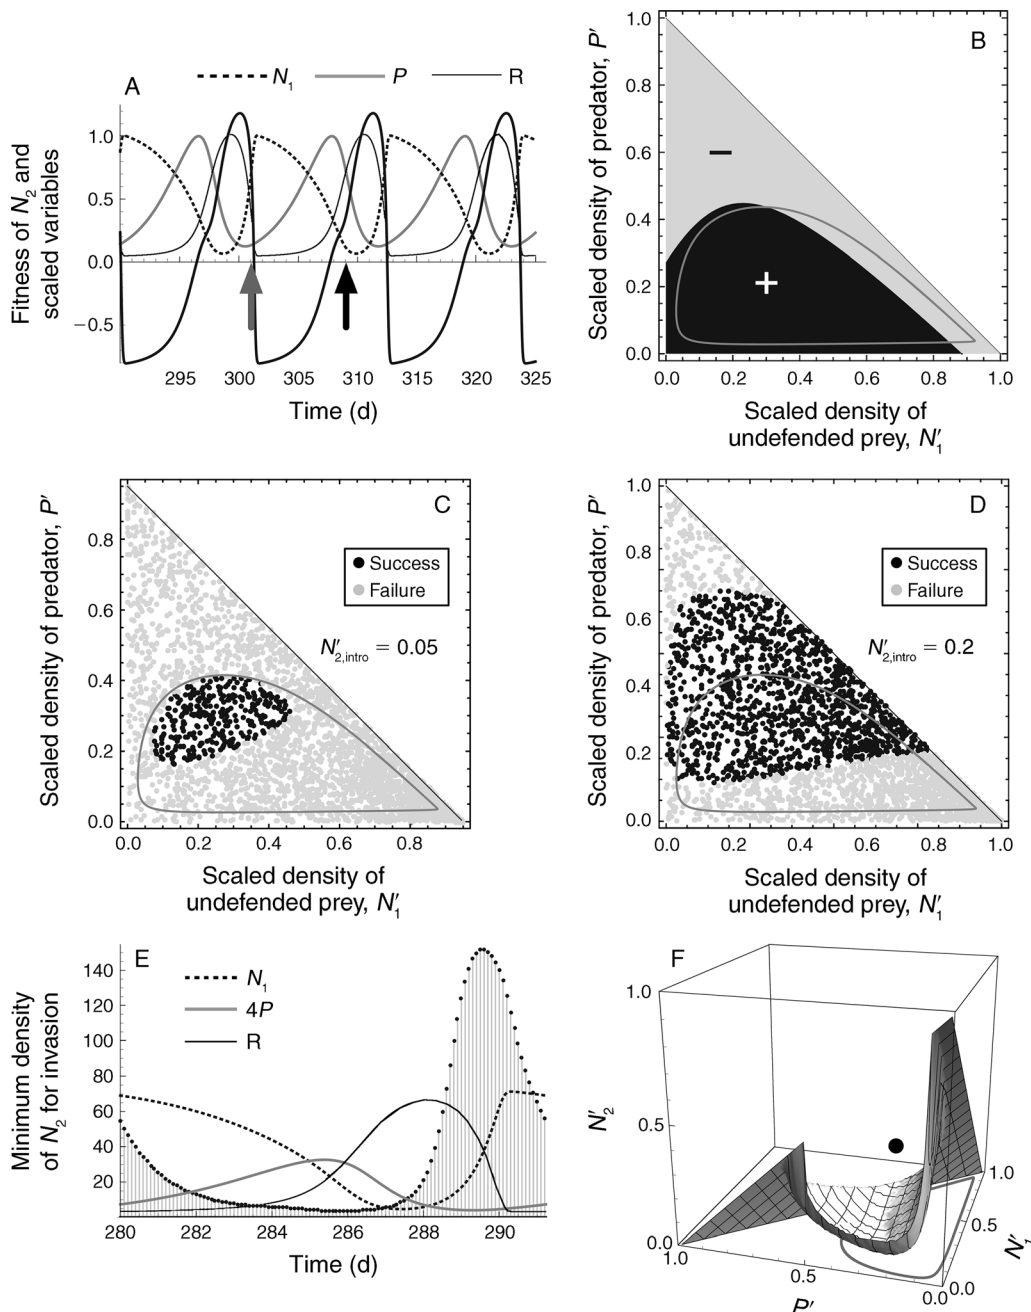 A
N1
P
R
Fitness of N2 and
scaled variables
1.0
0.5
0.0
−0.5
295
300
305
310
315
320
325
Time (d)
B
Scaled density of predator, P′
1.0
0.8
0.6
0.4
0.2
0.0
−
+
0.0
0.2
0.4
0.6
0.8
1.0
Scaled density of
undefended prey, N′1
C
Scaled density of predator, P′
0.8
0.6
0.4
0.2
0.0
Success
Failure
N′2,intro = 0.05
0.0
0.2
0.4
0.6
0.8
Scaled density of
undefended prey, N′1
D
Scaled density of predator, P′
1.0
0.8
0.6
0.4
0.2
0.0
Success
Failure
N′2,intro = 0.2
0.0
0.2
0.4
0.6
0.8
1.0
Scaled density of
undefended prey, N′1
E
N1
4P
R
Minimum density
of N2 for invasion
140
120
100
80
60
40
20
280
282
284
286
288
290
Time (d)
F
1.0
N′2
0.5
0.0
1.0
0.5
0.0
P′
1.0
0.5
0.0
N′1